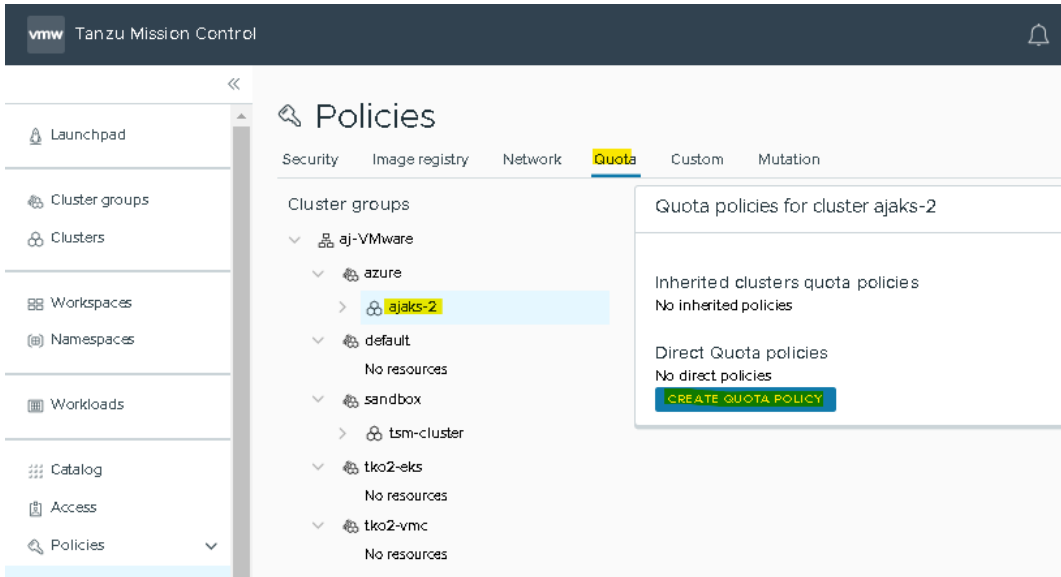 vmw Tanzu Mission Control
Launchpad
Cluster groups
Clusters
Workspaces
Namespaces
Workloads
Catalog
Access
Policies
Policies
Security Image registry Network Quota Custom Mutation
Cluster groups
aj-VMware
azure
ajaks-2
default
No resources
sandbox
tsm-cluster
tko2-eks
No resources
tko2-vmc
No resources
Quota policies for cluster ajaks-2
Inherited clusters quota policies
No inherited policies
Direct Quota policies
No direct policies
CREATE QUOTA POLICY